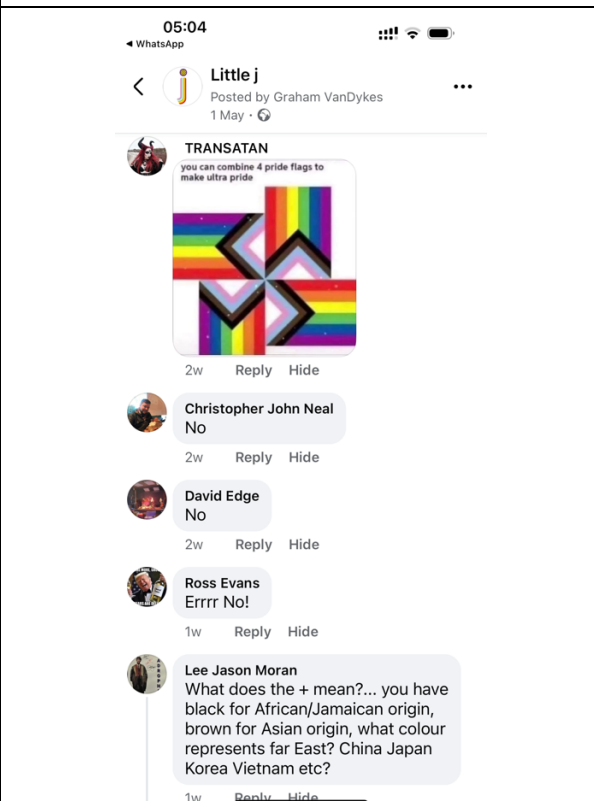 05:04
◀ WhatsApp
j
Little j
Posted by Graham VanDykes
1 May ·
TRANSATAN
you can combine 4 pride flags to
make ultra pride
2w Reply Hide
Christopher John Neal
No
2w Reply Hide
David Edge
No
2w Reply Hide
Ross Evans
Errrr No!
1w Reply Hide
Lee Jason Moran
What does the + mean?... you have
black for African/Jamaican origin,
brown for Asian origin, what colour
represents far East? China Japan
Korea Vietnam etc?
1w Reply Hide